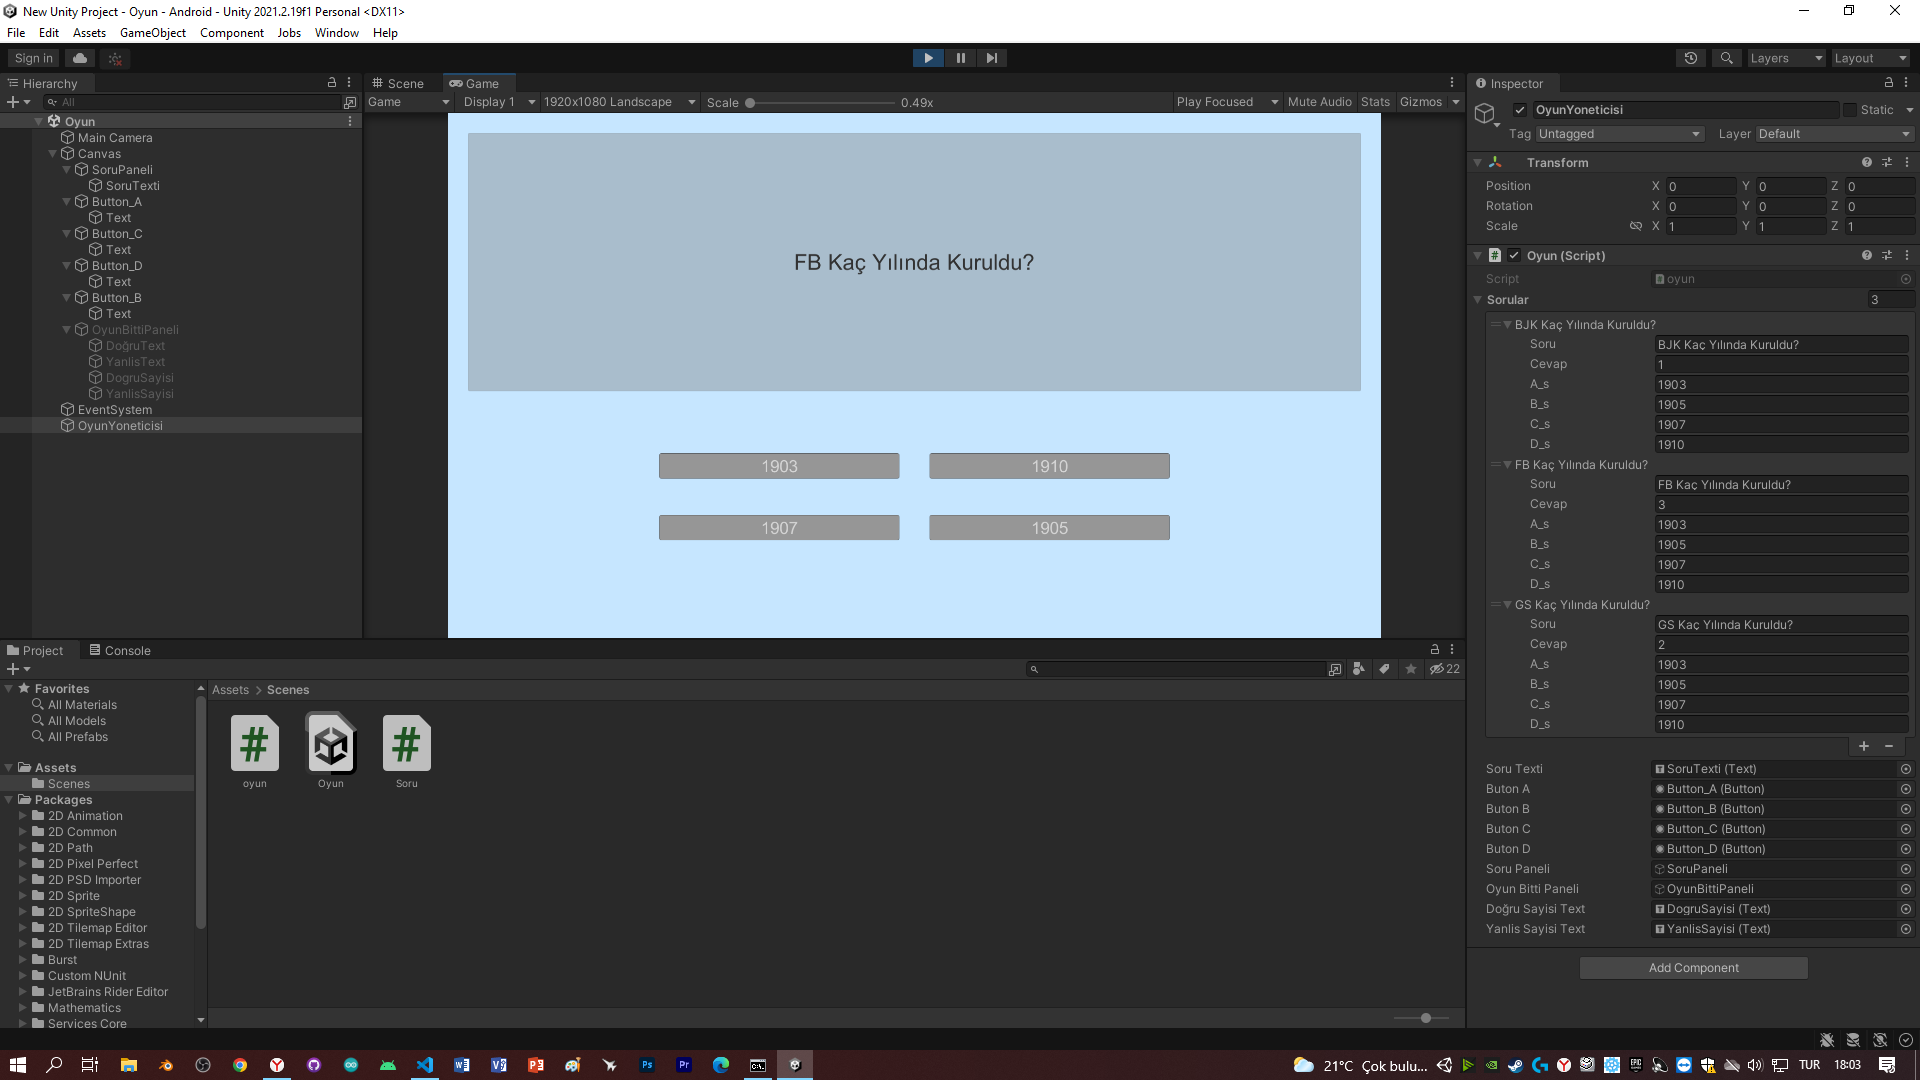 New Unity Project - Oyun - Android - Unity 2021.2.19f1 Personal <DX11>
File Edit Assets GameObject Component Jobs Window Help
Sign in
Layers
Layout
Hierarchy
All
Oyun
Main Camera
Canvas
SoruPaneli
SoruTexti
Button_A
Text
Button_C
Text
Button_D
Text
Button_B
Text
OyunBittiPaneli
DoğruText
YanlisText
DogruSayisi
YanlisSayisi
EventSystem
OyunYoneticisi
Scene Game
Game Display 1 1920x1080 Landscape Scale 0.49x Play Focused Mute Audio Stats Gizmos
FB Kaç Yılında Kuruldu?
1903 1910
1907 1905
Inspector
OyunYoneticisi Static
Tag Untagged Layer Default
Transform
Position X 0 Y 0 Z 0
Rotation X 0 Y 0 Z 0
Scale X 1 Y 1 Z 1
Oyun (Script)
Script oyun
Sorular 3
BJK Kaç Yılında Kuruldu?
Soru BJK Kaç Yılında Kuruldu?
Cevap 1
A_s 1903
B_s 1905
C_s 1907
D_s 1910
FB Kaç Yılında Kuruldu?
Soru FB Kaç Yılında Kuruldu?
Cevap 3
A_s 1903
B_s 1905
C_s 1907
D_s 1910
GS Kaç Yılında Kuruldu?
Soru GS Kaç Yılında Kuruldu?
Cevap 2
A_s 1903
B_s 1905
C_s 1907
D_s 1910
Soru Texti SoruTexti (Text)
Buton A Button_A (Button)
Buton B Button_B (Button)
Buton C Button_C (Button)
Buton D Button_D (Button)
Soru Paneli SoruPaneli
Oyun Bitti Paneli OyunBittiPaneli
Doğru Sayisi Text DogruSayisi (Text)
Yanlis Sayisi Text YanlisSayisi (Text)
Add Component
Project Console
22
Favorites
All Materials
All Models
All Prefabs
Assets
Scenes
Packages
2D Animation
2D Common
2D Path
2D Pixel Perfect
2D PSD Importer
2D Sprite
2D SpriteShape
2D Tilemap Editor
2D Tilemap Extras
Burst
Custom NUnit
JetBrains Rider Editor
Mathematics
Services Core
Assets > Scenes
oyun Oyun Soru
21°C Çok bulu... TUR 18:03